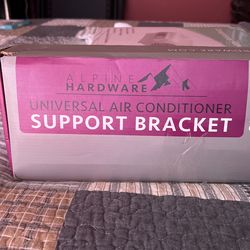 ALPINE
HARDWARE
UNIVERSAL AIR CONDITIONER
SUPPORT BRACKET